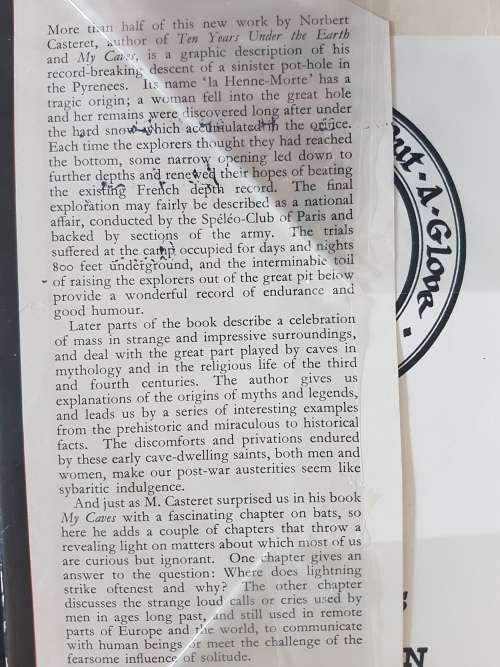 More than half of this new work by Norbert
Casteret, author of Ten Years Under the Earth
and My Caves, is a graphic description of his
record-breaking descent of a sinister pot-hole in
the Pyrenees. Its name ‘la Henne-Morte’ has a
tragic origin; a woman fell into the great hole
and her remains were discovered long after under
the hard snow which accumulated in the orifice.
Each time the explorers thought they had reached
the bottom, some narrow opening led down to
further depths and renewed their hopes of beating
the existing French depth record. The final
exploration may fairly be described as a national
affair, conducted by the Spéléo-Club of Paris and
backed by sections of the army. The trials
suffered at the camp occupied for days and nights
800 feet underground, and the interminable toil
of raising the explorers out of the great pit below
provide a wonderful record of endurance and
good humour.
Later parts of the book describe a celebration
of mass in strange and impressive surroundings,
and deal with the great part played by caves in
mythology and in the religious life of the third
and fourth centuries. The author gives us
explanations of the origins of myths and legends,
and leads us by a series of interesting examples
from the prehistoric and miraculous to historical
facts. The discomforts and privations endured
by these early cave-dwelling saints, both men and
women, make our post-war austerities seem like
sybaritic indulgence.
And just as M. Casteret surprised us in his book
My Caves with a fascinating chapter on bats, so
here he adds a couple of chapters that throw a
revealing light on matters about which most of us
are curious but ignorant. One chapter gives an
answer to the question: Where does lightning
strike oftenest and why? The other chapter
discusses the strange loud calls or cries used by
men in ages long past, and still used in remote
parts of Europe and the world, to communicate
with human beings or meet the challenge of the
fearsome influence of solitude.
out · A · Glove
N